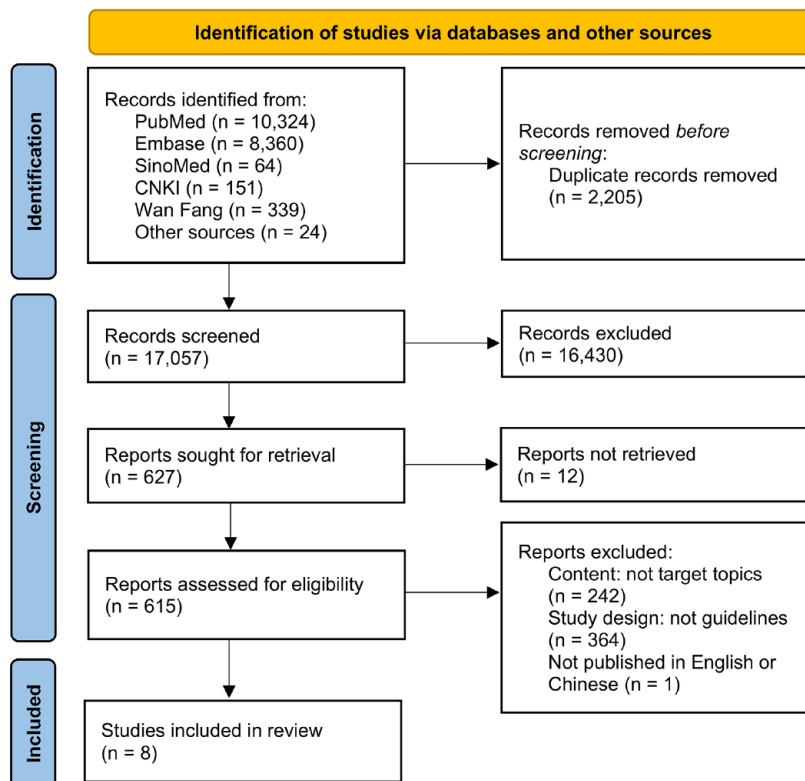 Identification of studies via databases and other sources
Identification
Records identified from:
PubMed (n = 10,324)
Embase (n = 8,360)
SinoMed (n = 64)
CNKI (n = 151)
Wan Fang (n = 339)
Other sources (n = 24)
Records removed before
screening:
Duplicate records removed
(n = 2,205)
Screening
Records screened
(n = 17,057)
Records excluded
(n = 16,430)
Reports sought for retrieval
(n = 627)
Reports not retrieved
(n = 12)
Reports assessed for eligibility
(n = 615)
Reports excluded:
Content: not target topics
(n = 242)
Study design: not guidelines
(n = 364)
Not published in English or
Chinese (n = 1)
Included
Studies included in review
(n = 8)